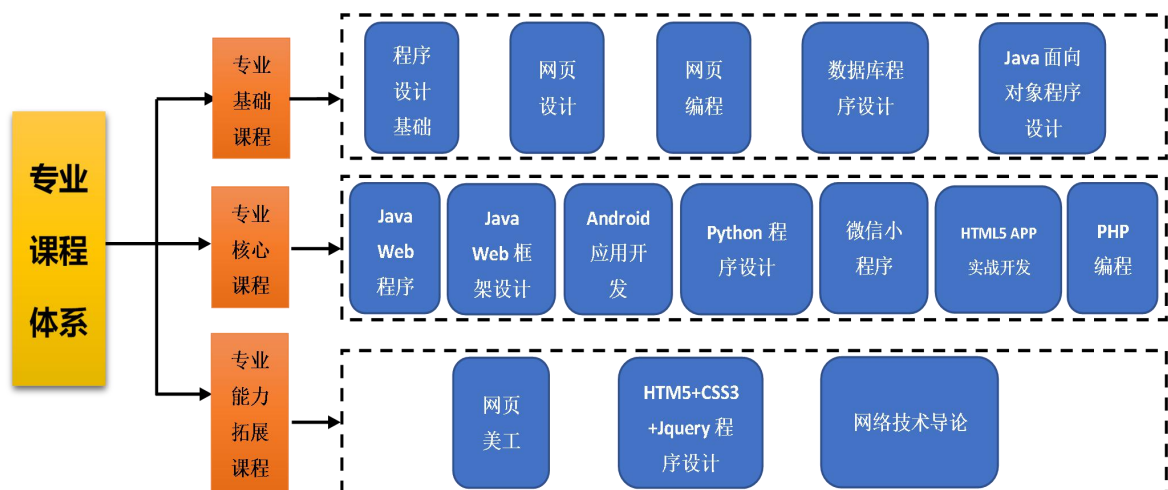 专业
课程
体系
专业
基础
课程
程序
设计
基础
网页
设计
网页
编程
数据库程
序设计
Java 面向
对象程序
设计
专业
核心
课程
Java
Web
程序
Java
Web 框
架设计
Android
应用开
发
Python 程
序设计
微信小
程序
HTML5 APP
实战开发
PHP
编程
专业
能力
拓展
课程
网页
美工
HTM5+CSS3
+Jquery 程
序设计
网络技术导论